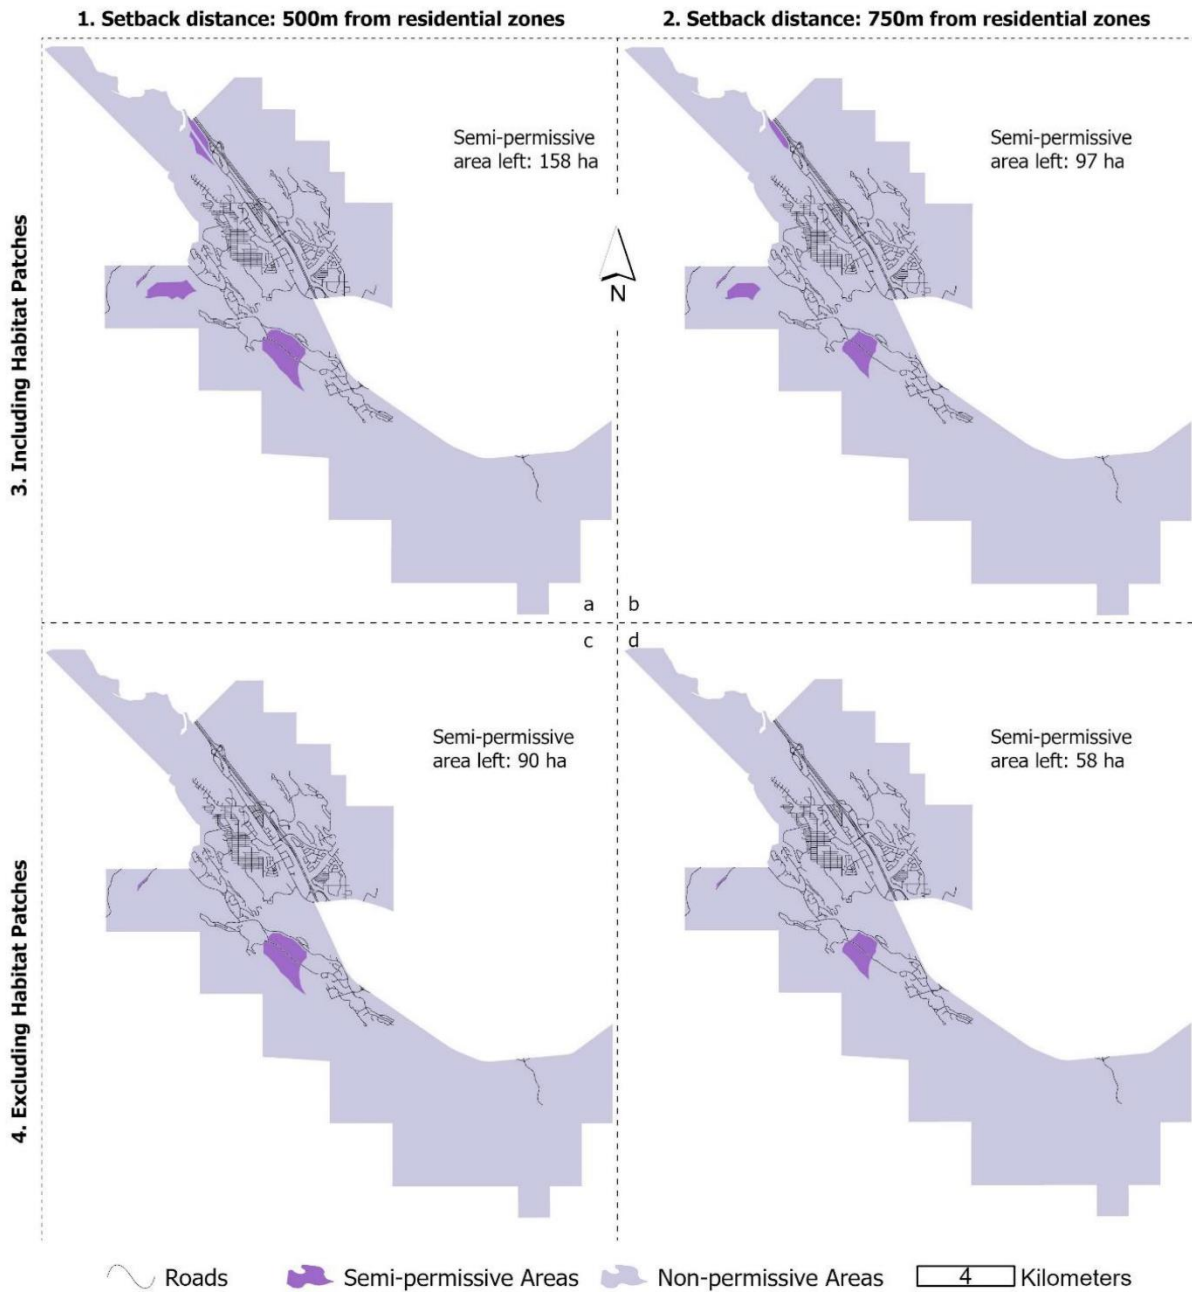 1. Setback distance: 500m from residential zones
2. Setback distance: 750m from residential zones
3. Including Habitat Patches
Semi-permissive
area left: 158 ha
Semi-permissive
area left: 97 ha
N
a
b
4. Excluding Habitat Patches
c
d
Semi-permissive
area left: 90 ha
Semi-permissive
area left: 58 ha
Roads
Semi-permissive Areas
Non-permissive Areas
4
Kilometers